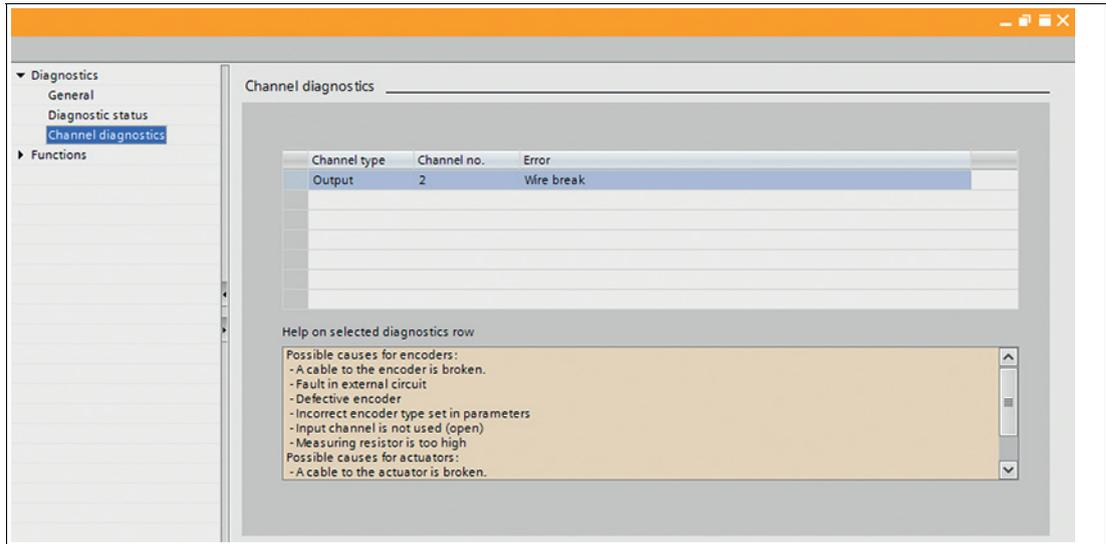 Diagnostics
General
Diagnostic status
Channel diagnostics
Functions
Channel diagnostics
Channel type Channel no. Error
Output 2 Wire break
Help on selected diagnostics row
Possible causes for encoders:
- A cable to the encoder is broken.
- Fault in external circuit
- Defective encoder
- Incorrect encoder type set in parameters
- Input channel is not used (open)
- Measuring resistor is too high
Possible causes for actuators:
- A cable to the actuator is broken.